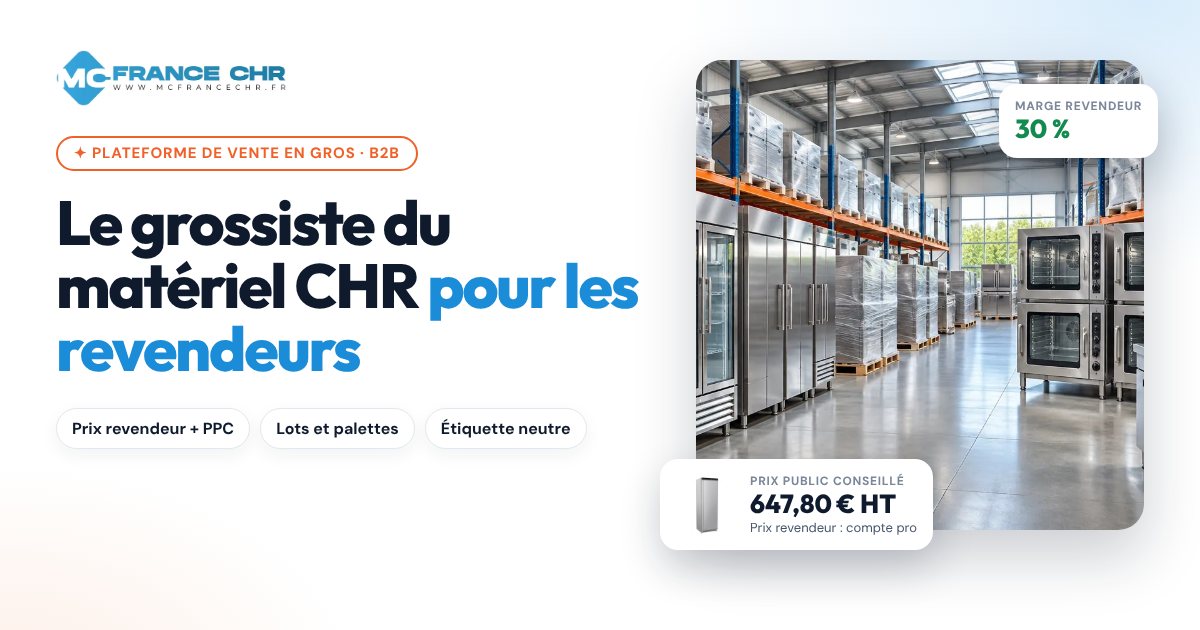 MC FRANCE CHR
WWW.MCFRANCECHR.FR
✦ PLATEFORME DE VENTE EN GROS · B2B
Le grossiste du
matériel CHR pour les
revendeurs
Prix revendeur + PPC
Lots et palettes
Étiquette neutre
MARGE REVENDEUR
30 %
PRIX PUBLIC CONSEILLÉ
647,80 € HT
Prix revendeur : compte pro